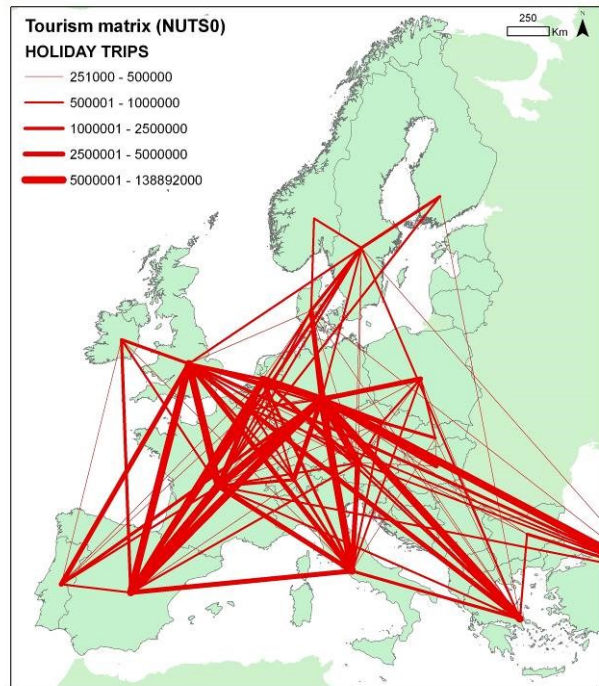 Tourism matrix (NUTS0)
HOLIDAY TRIPS
251000 - 500000
500001 - 1000000
1000001 - 2500000
2500001 - 5000000
5000001 - 138892000
250
Km
N